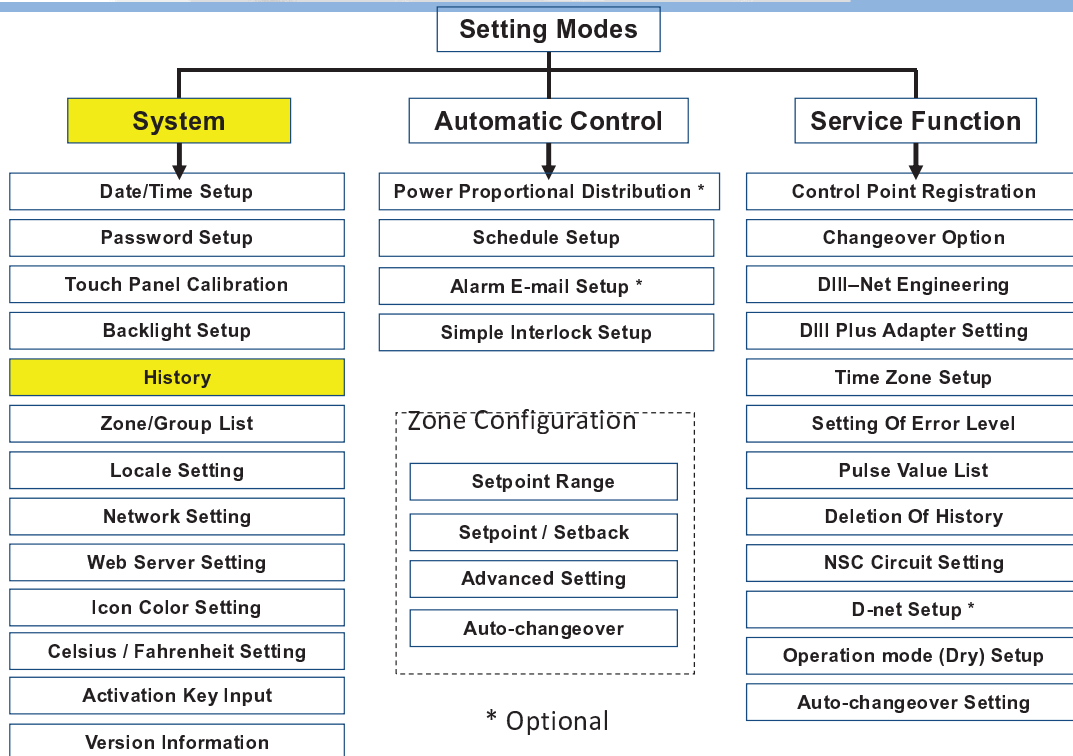 Setting Modes
System
Automatic Control
Service Function
Date/Time Setup
Password Setup
Touch Panel Calibration
Backlight Setup
History
Zone/Group List
Locale Setting
Network Setting
Web Server Setting
Icon Color Setting
Celsius / Fahrenheit Setting
Activation Key Input
Version Information
Power Proportional Distribution *
Schedule Setup
Alarm E-mail Setup *
Simple Interlock Setup
Zone Configuration
Setpoint Range
Setpoint / Setback
Advanced Setting
Auto-changeover
* Optional
Control Point Registration
Changeover Option
DIII–Net Engineering
DIII Plus Adapter Setting
Time Zone Setup
Setting Of Error Level
Pulse Value List
Deletion Of History
NSC Circuit Setting
D-net Setup *
Operation mode (Dry) Setup
Auto-changeover Setting